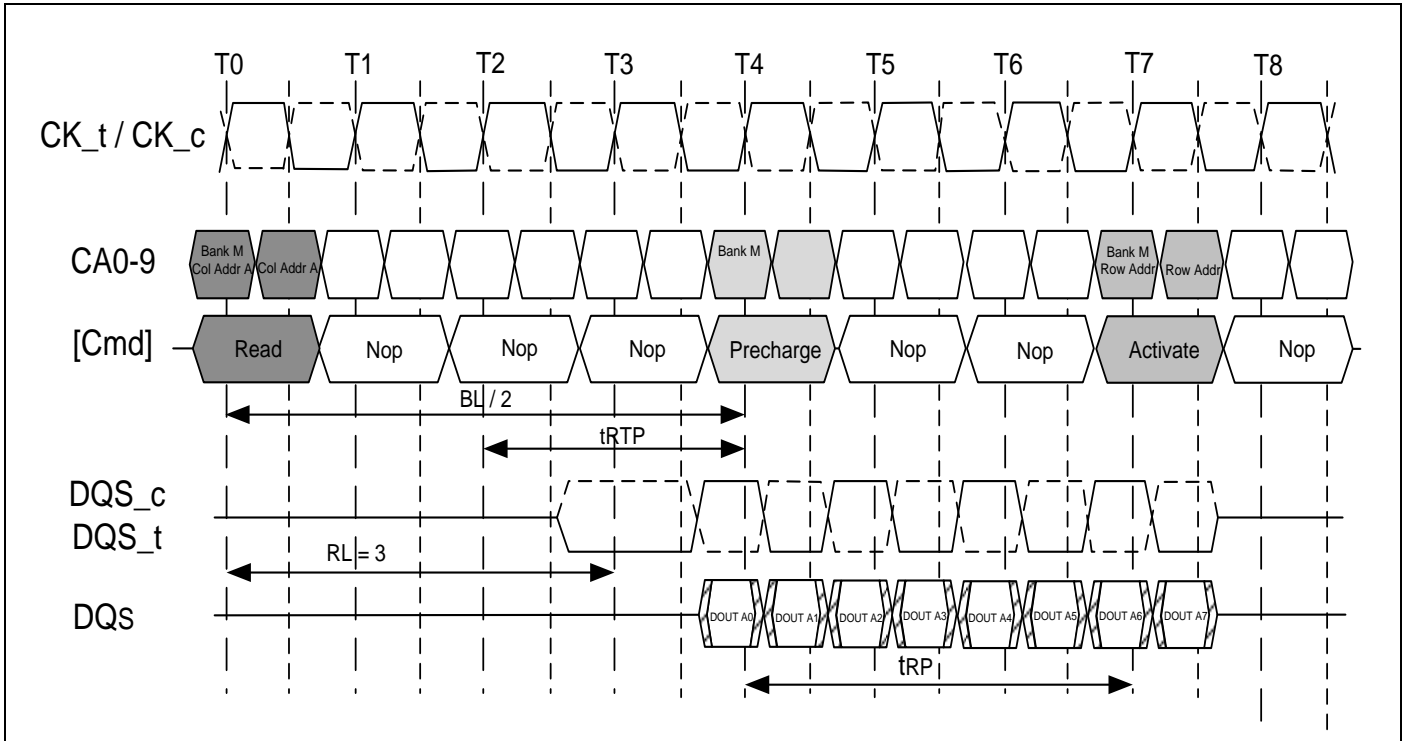 T0 T1 T2 T3 T4 T5 T6 T7 T8
CK_t / CK_c
CA0-9
Bank M
Col Addr A
Col Addr A
Bank M
Bank M
Row Addr
Row Addr
[Cmd]
Read Nop Nop Nop Precharge Nop Nop Activate Nop
BL / 2
tRTP
DQS_c
DQS_t
RL = 3
DQs
DOUT A0 DOUT A1 DOUT A2 DOUT A3 DOUT A4 DOUT A5 DOUT A6 DOUT A7
tRP